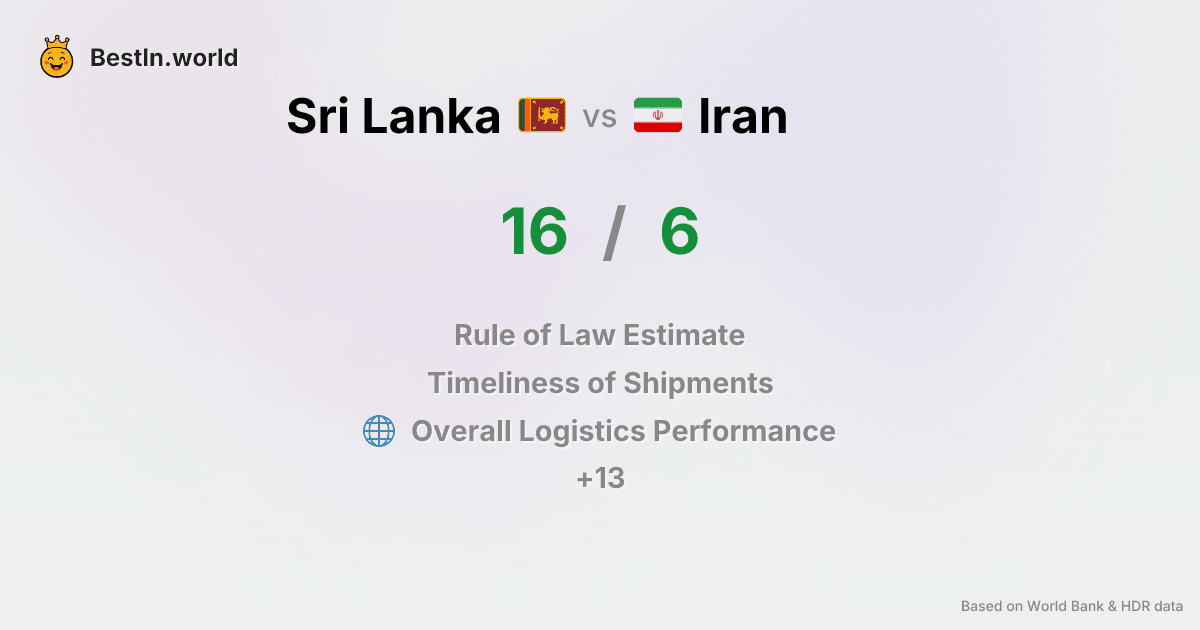 BestIn.world
Sri Lanka vs Iran
16 / 6
Rule of Law Estimate
Timeliness of Shipments
Overall Logistics Performance
+13
Based on World Bank & HDR data